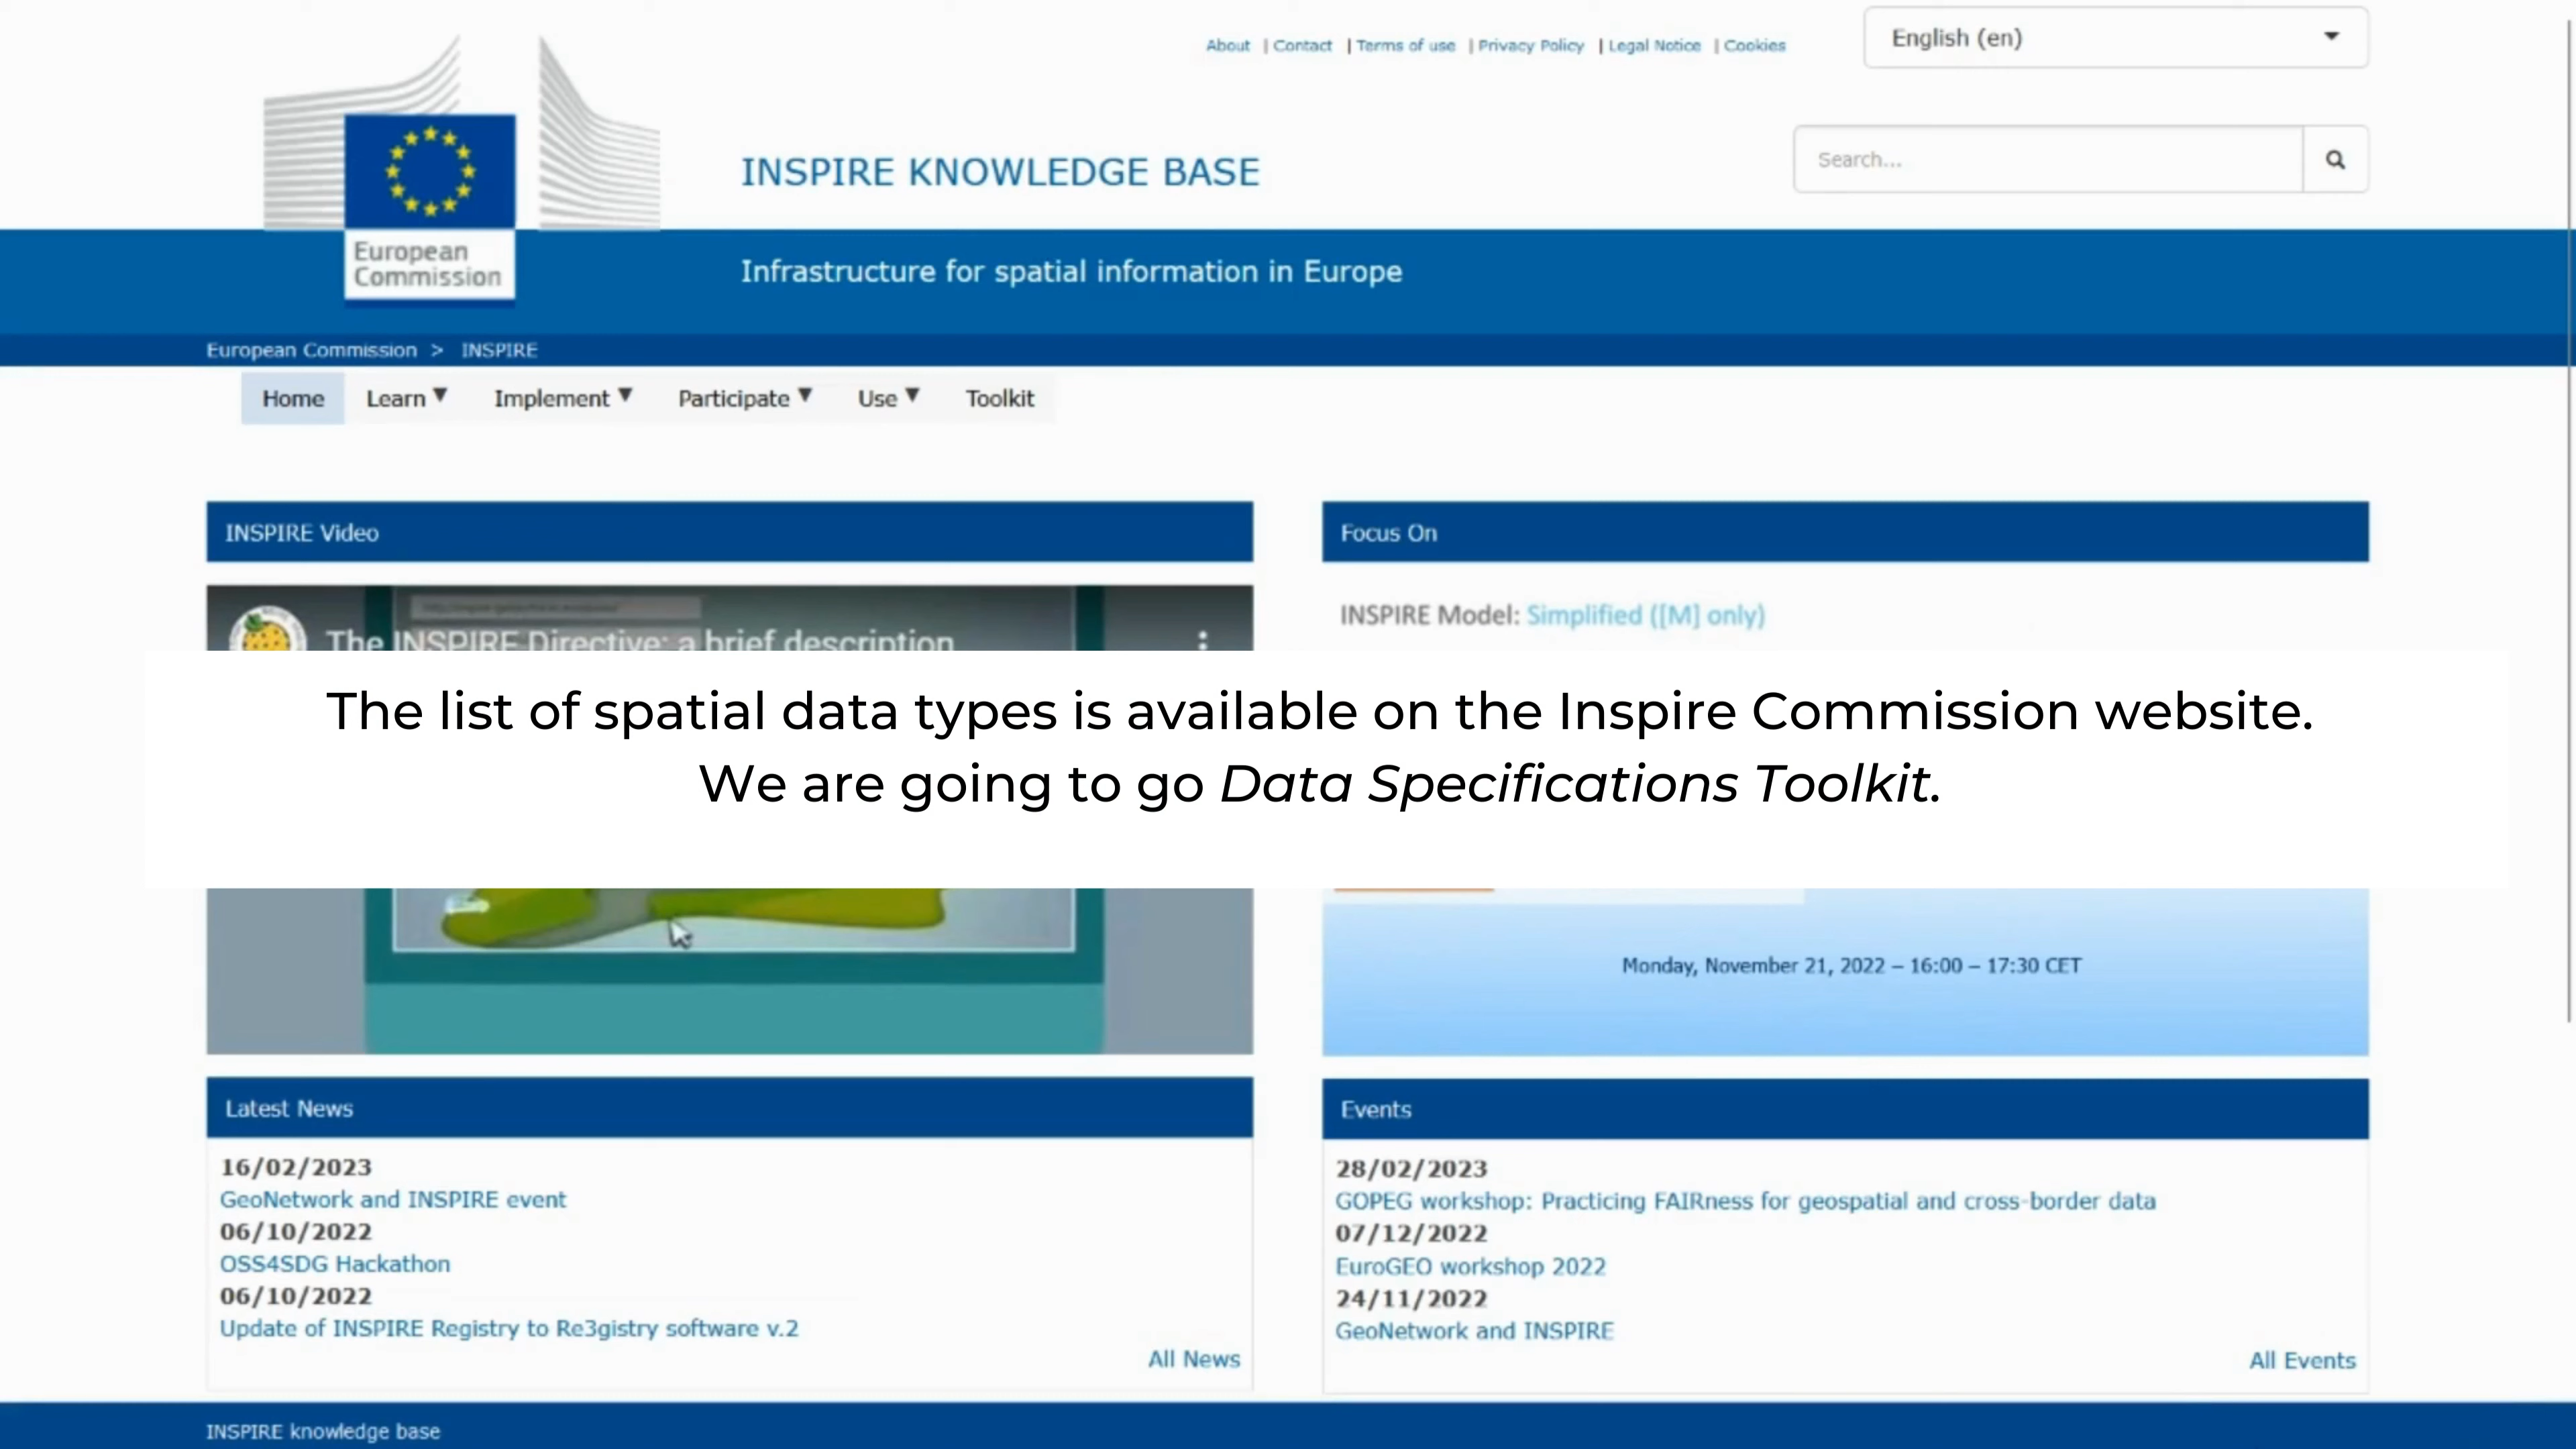 About | Contact | Terms of use | Privacy Policy | Legal Notice | Cookies
English (en)
Search...
INSPIRE KNOWLEDGE BASE
European
Commission
Infrastructure for spatial information in Europe
European Commission > INSPIRE
Home Learn ▼ Implement ▼ Participate ▼ Use ▼ Toolkit
INSPIRE Video
Focus On
The INSPIRE Directive: a brief description
INSPIRE Model: Simplified ([M] only)
The list of spatial data types is available on the Inspire Commission website.
We are going to go Data Specifications Toolkit.
Monday, November 21, 2022 – 16:00 – 17:30 CET
Latest News
16/02/2023
GeoNetwork and INSPIRE event
06/10/2022
OSS4SDG Hackathon
06/10/2022
Update of INSPIRE Registry to Re3gistry software v.2
All News
Events
28/02/2023
GOPEG workshop: Practicing FAIRness for geospatial and cross-border data
07/12/2022
EuroGEO workshop 2022
24/11/2022
GeoNetwork and INSPIRE
All Events
INSPIRE knowledge base